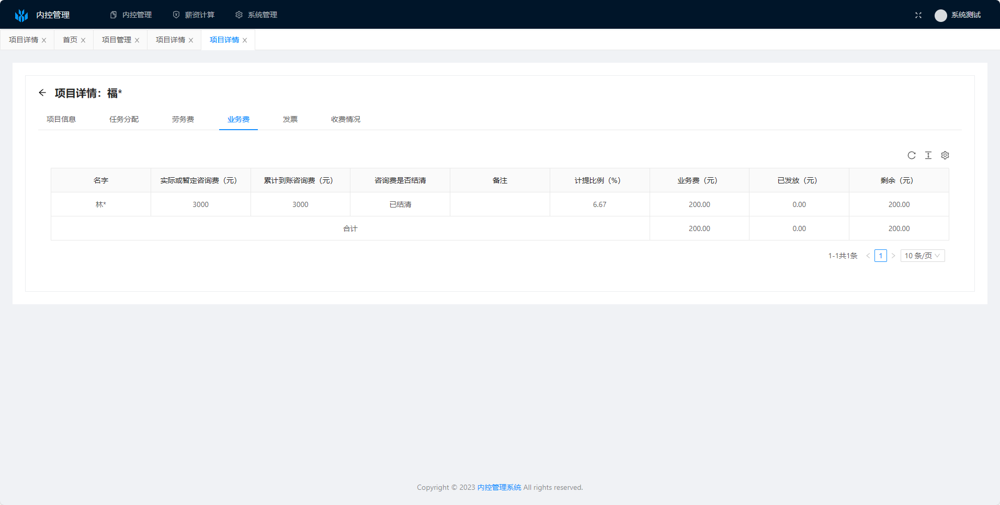 内控管理 内控管理 薪资计算 系统管理 系统测试
项目详情 首页 项目管理 项目详情 项目详情
项目详情：福*
项目信息 任务分配 劳务费 业务费 发票 收费情况
名字 实际或暂定咨询费（元） 累计到账咨询费（元） 咨询费是否结清 备注 计提比例（%） 业务费（元） 已发放（元） 剩余（元）
林* 3000 3000 已结清 6.67 200.00 0.00 200.00
合计 200.00 0.00 200.00
1-1共1条 < 1 > 10 条/页
Copyright © 2023 内控管理系统 All rights reserved.